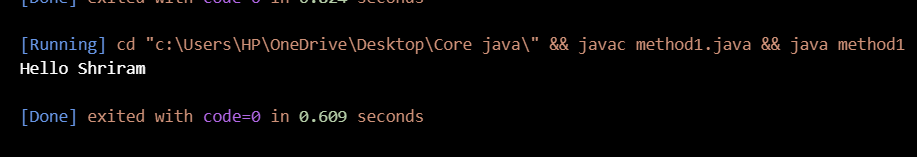 [Done] exited with code=0 in 0.824 seconds
[Running] cd "c:\Users\HP\OneDrive\Desktop\Core java\" && javac method1.java && java method1
Hello Shriram
[Done] exited with code=0 in 0.609 seconds